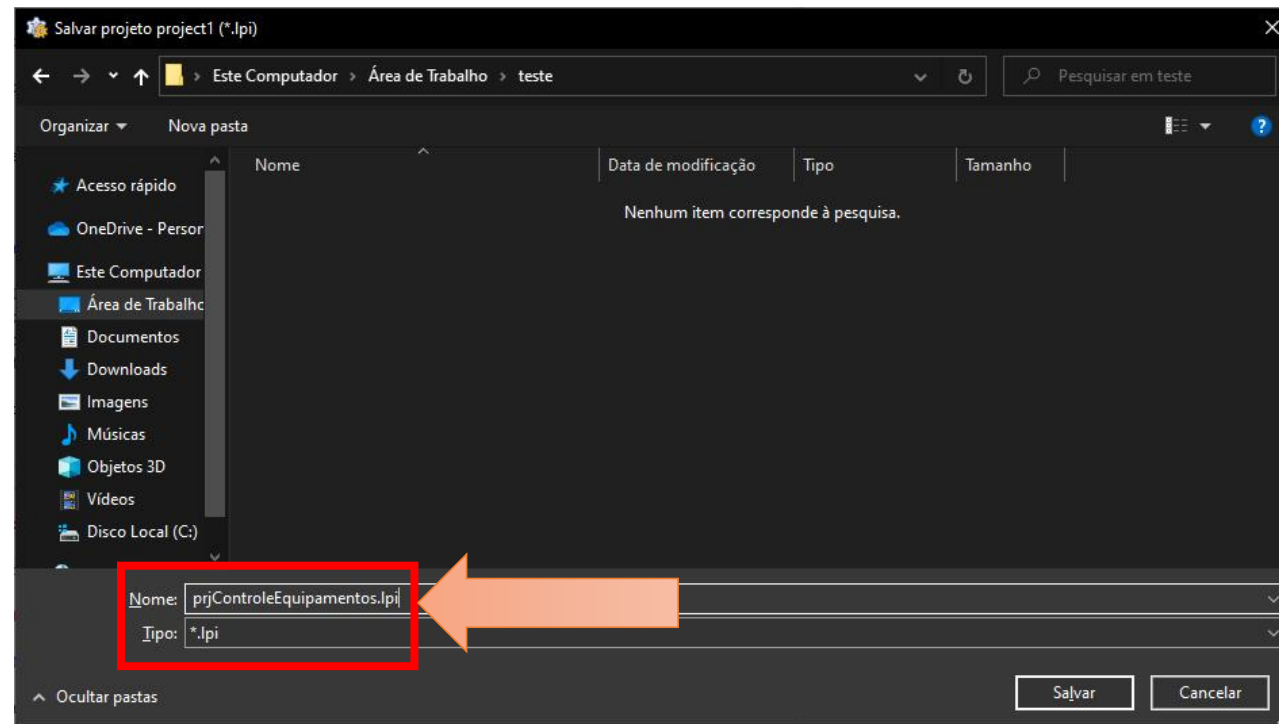 Salvar projeto project1 (*.lpi)
Este Computador > Área de Trabalho > teste
Pesquisar em teste
Organizar Nova pasta
Nome Data de modificação Tipo Tamanho
Nenhum item corresponde à pesquisa.
Acesso rápido
OneDrive - Person
Este Computador
Área de Trabalho
Documentos
Downloads
Imagens
Músicas
Objetos 3D
Vídeos
Disco Local (C:)
Nome: prjControleEquipamentos.lpi
Tipo: *.lpi
Ocultar pastas
Salvar Cancelar